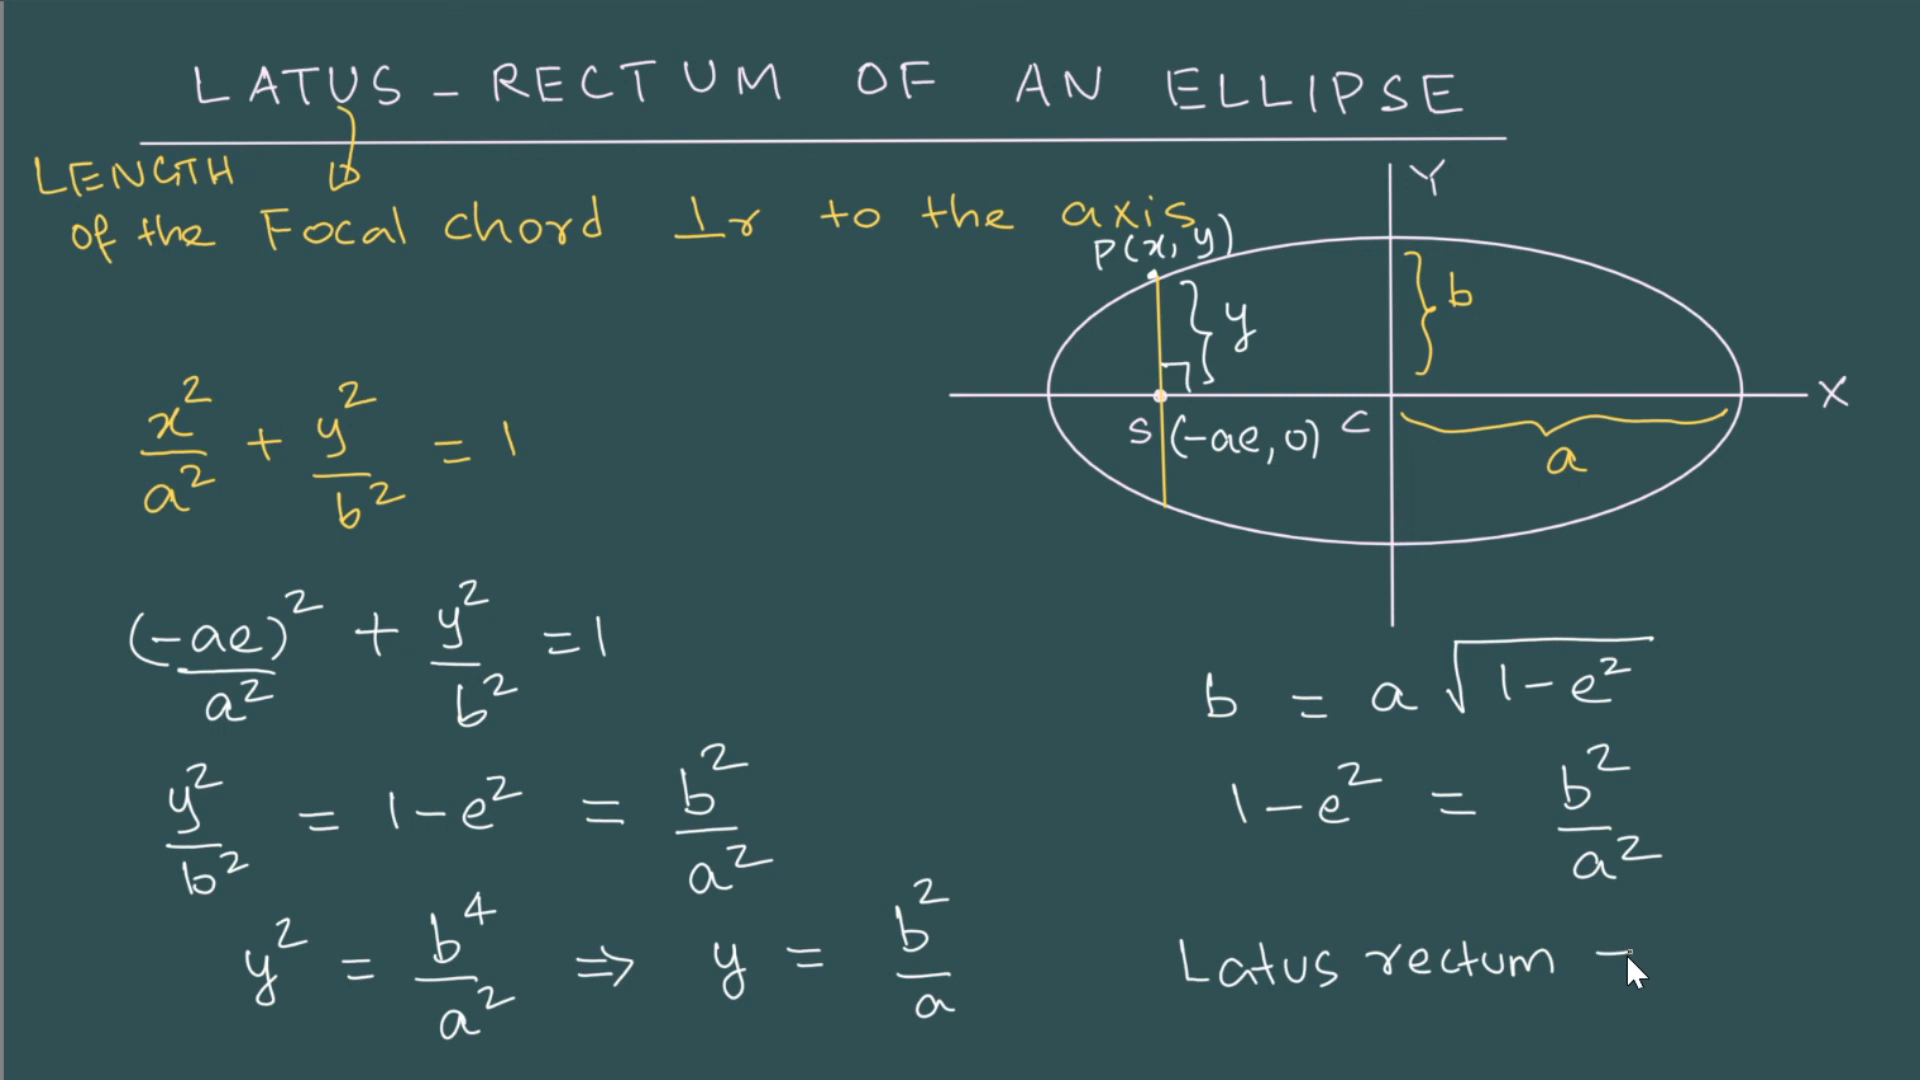 LATUS - RECTUM OF AN ELLIPSE
LENGTH
of the Focal chord ⊥r to the axis
Y
P(x, y)
y
b
X
S (-ae, 0) C
a
x²/a² + y²/b² = 1
(-ae)²/a² + y²/b² = 1
y²/b² = 1 - e² = b²/a²
y² = b⁴/a² ⇒ y = b²/a
b = a √(1 - e²)
1 - e² = b²/a²
Latus rectum -